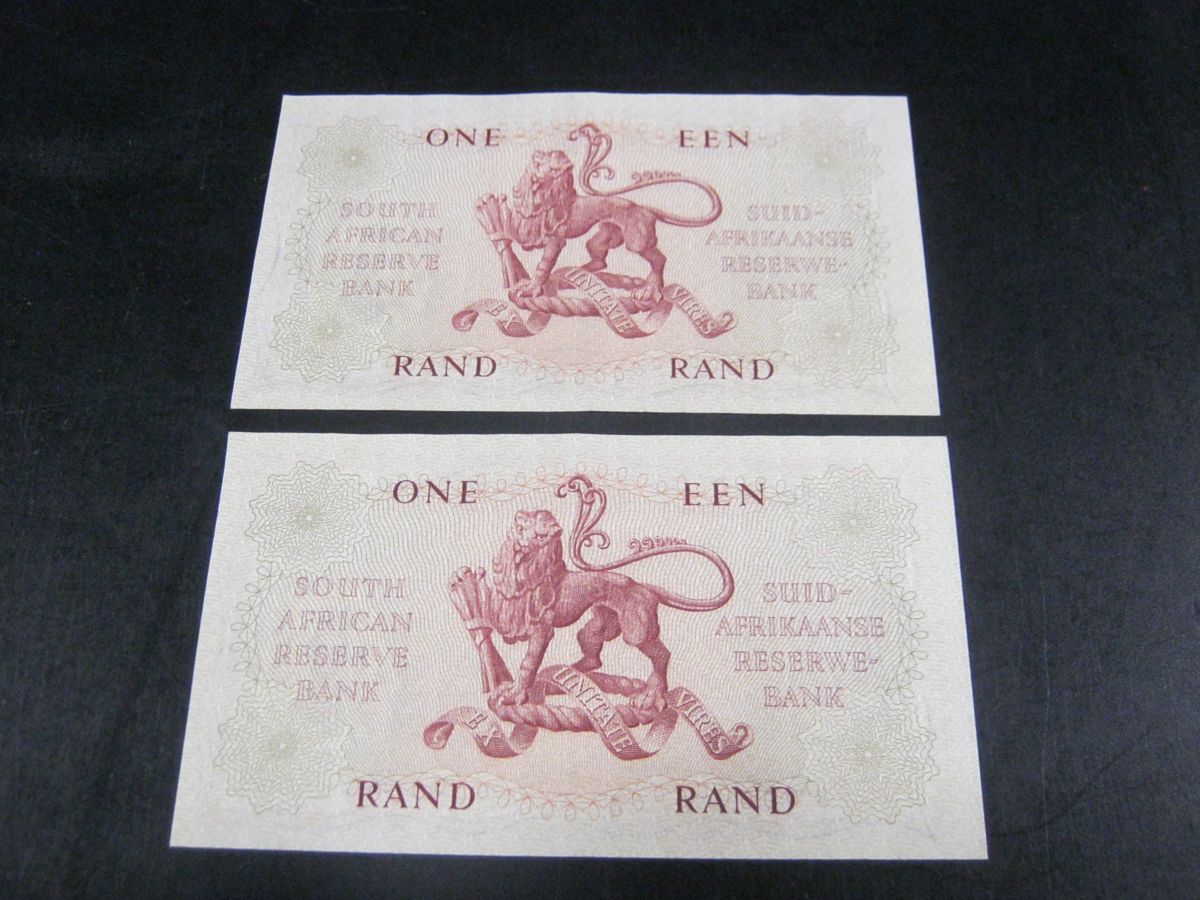 ONE EEN
SOUTH
AFRICAN
RESERVE
BANK
SUID-
AFRIKAANSE
RESERWE-
BANK
EX UNITATE VIRES
RAND RAND
ONE EEN
SOUTH
AFRICAN
RESERVE
BANK
SUID-
AFRIKAANSE
RESERWE-
BANK
EX UNITATE VIRES
RAND RAND